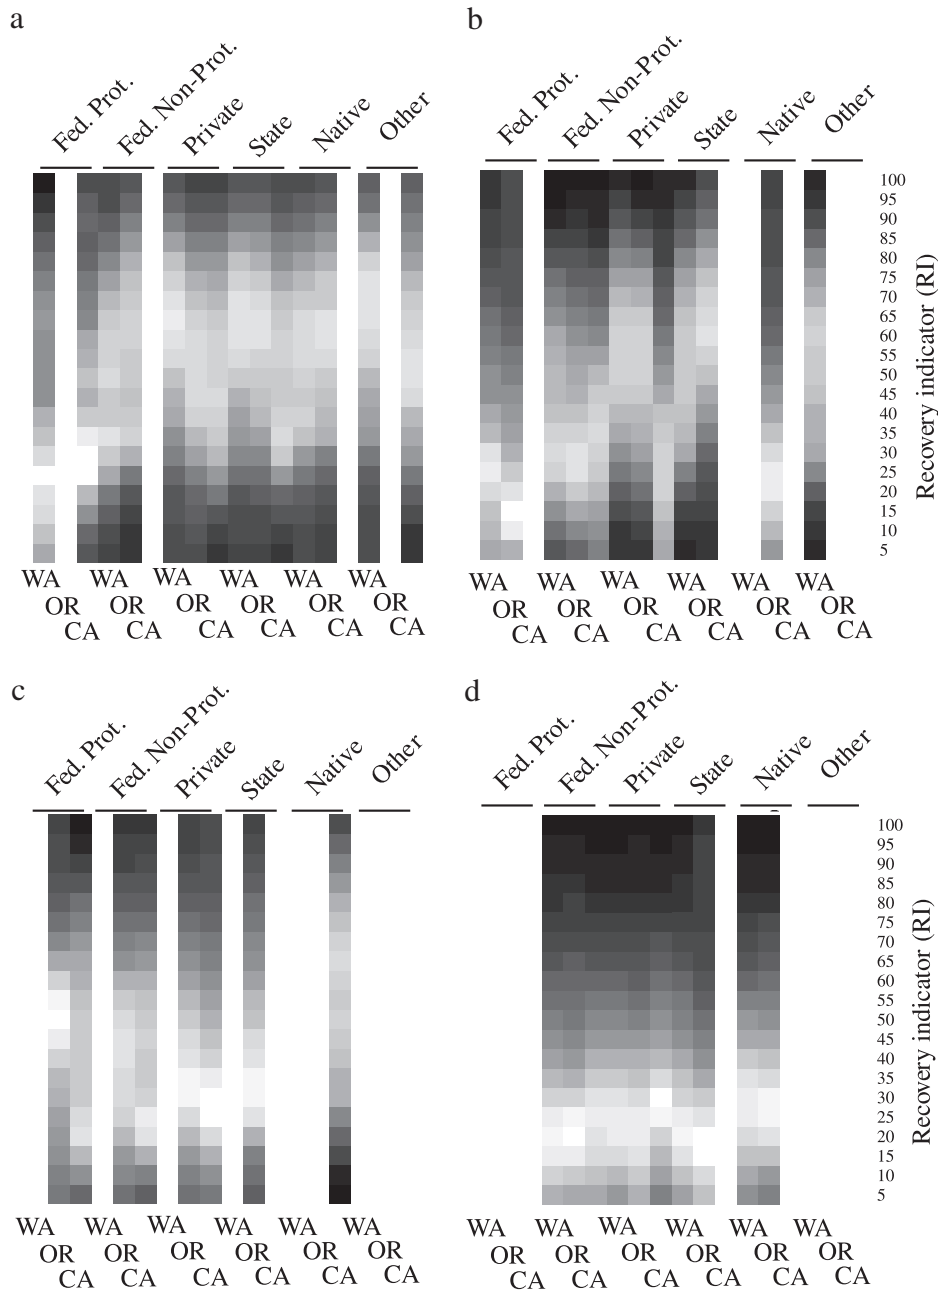 a
Fed. Prot.
Fed. Non-Prot.
Private
State
Native
Other
WA WA WA WA WA WA
OR OR OR OR OR OR
CA CA CA CA CA CA
b
Fed. Prot.
Fed. Non-Prot.
Private
State
Native
Other
100
95
90
85
80
75
70
65
60
55
50
45
40
35
30
25
20
15
10
5
Recovery indicator (RI)
WA WA WA WA WA WA
OR OR OR OR OR OR
CA CA CA CA CA CA
c
Fed. Prot.
Fed. Non-Prot.
Private
State
Native
Other
WA WA WA WA WA WA
OR OR OR OR OR OR
CA CA CA CA CA CA
d
Fed. Prot.
Fed. Non-Prot.
Private
State
Native
Other
100
95
90
85
80
75
70
65
60
55
50
45
40
35
30
25
20
15
10
5
Recovery indicator (RI)
WA WA WA WA WA WA
OR OR OR OR OR OR
CA CA CA CA CA CA